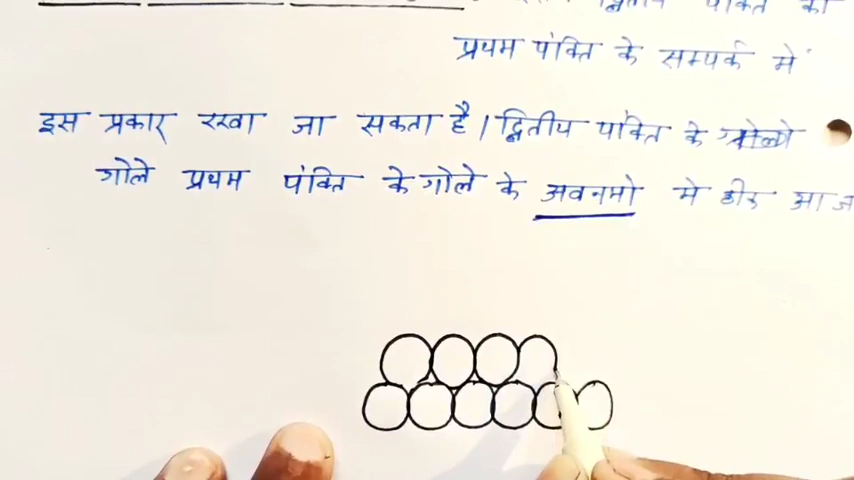 द्वितीय पंक्ति को
प्रथम पंक्ति के सम्पर्क में
इस प्रकार रखा जा सकता है। द्वितीय पंक्ति के
गोले प्रथम पंक्ति के गोले के अवनमो मे ठीक आ ज